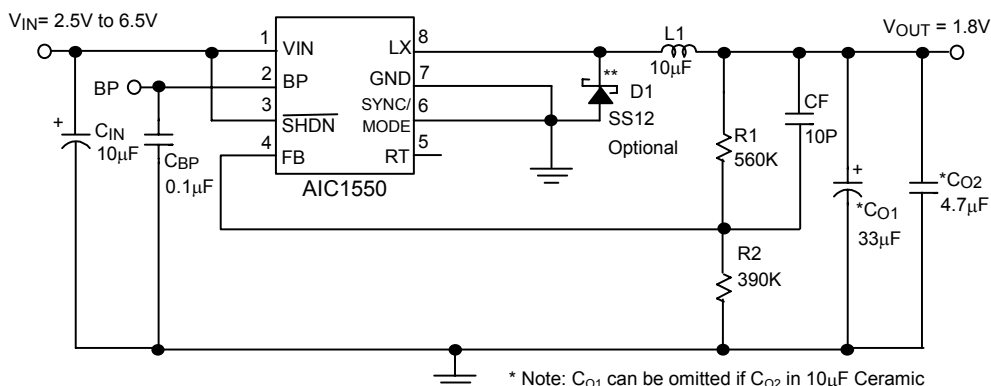 VIN= 2.5V to 6.5V
VOUT = 1.8V
1 VIN
LX 8
L1
10µF
BP
2 BP
GND 7
**
D1
SS12
Optional
CF
10P
3 SHDN
SYNC/
MODE 6
+ CIN
10µF
CBP
0.1µF
4 FB
RT 5
AIC1550
R1
560K
+
*CO1
33µF
*CO2
4.7µF
R2
390K
* Note: CO1 can be omitted if CO2 in 10µF Ceramic